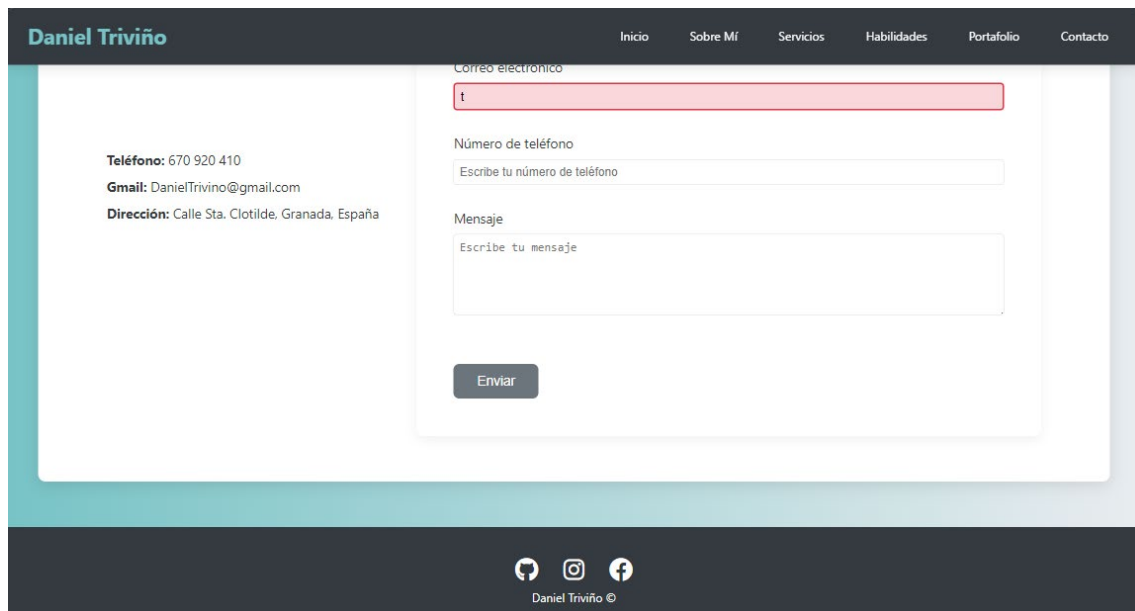 Daniel Triviño
Inicio Sobre Mí Servicios Habilidades Portafolio Contacto
Correo electrónico
t
Teléfono: 670 920 410
Gmail: DanielTrivino@gmail.com
Dirección: Calle Sta. Clotilde, Granada, España
Número de teléfono
Escribe tu número de teléfono
Mensaje
Escribe tu mensaje
Enviar
Daniel Triviño ©